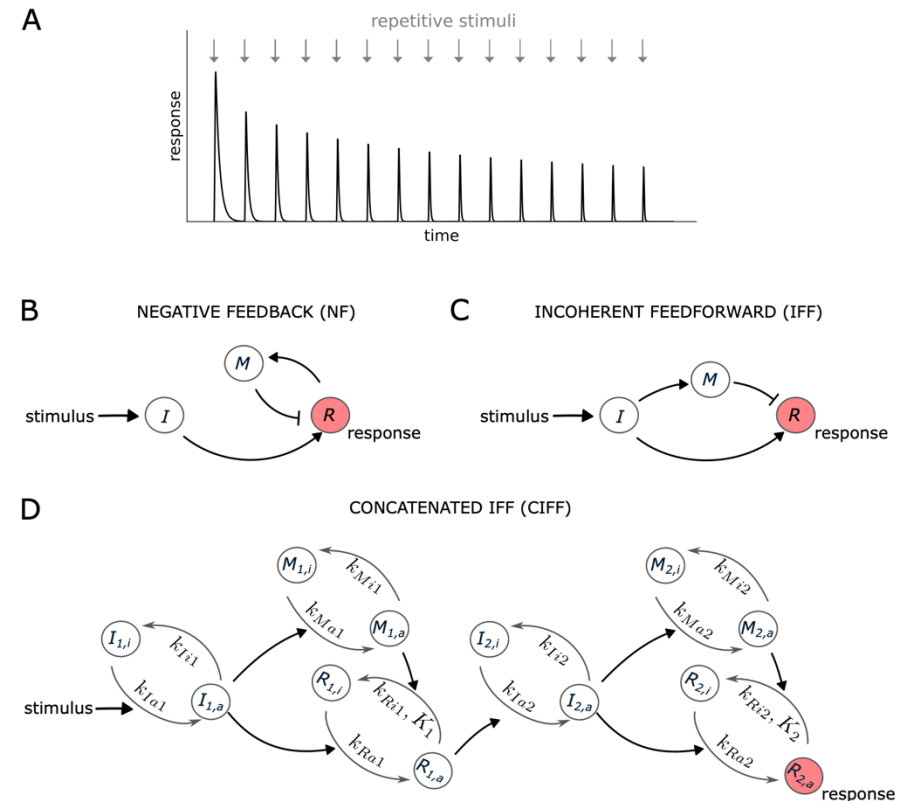 A
repetitive stimuli
response
time
B
NEGATIVE FEEDBACK (NF)
M
stimulus
I
R
response
C
INCOHERENT FEEDFORWARD (IFF)
M
stimulus
I
R
response
D
CONCATENATED IFF (CIFF)
M1,i
kMi1
kMa1
M1,a
I1,i
kIi1
kIa1
I1,a
stimulus
R1,i
kRi1, K1
kRa1
R1,a
I2,i
kIi2
kIa2
I2,a
M2,i
kMi2
kMa2
M2,a
R2,i
kRi2, K2
kRa2
R2,a
response